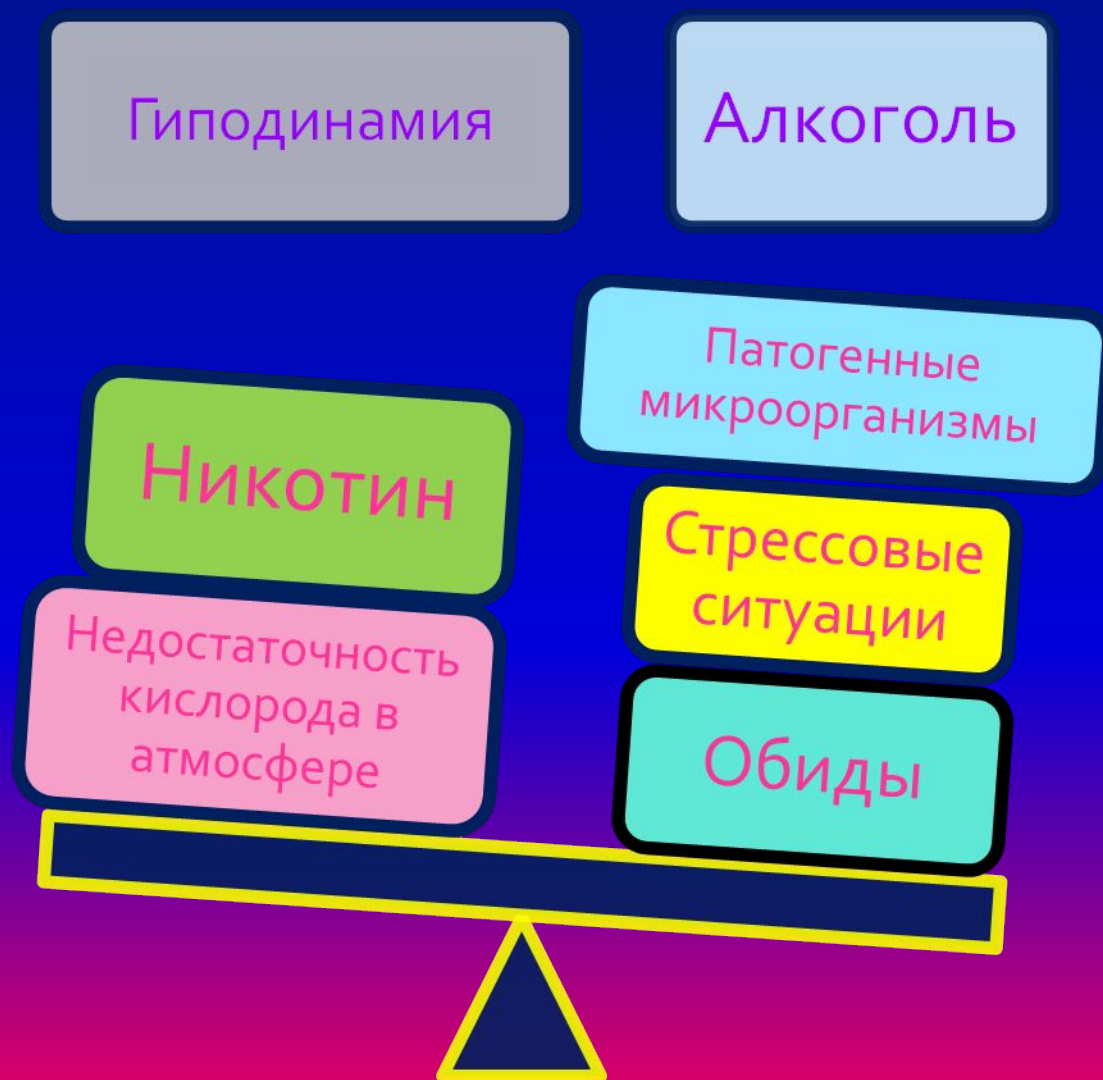 Гиподинамия
Алкоголь
Патогенные
микроорганизмы
Никотин
Стрессовые
ситуации
Недостаточность
кислорода в
атмосфере
Обиды